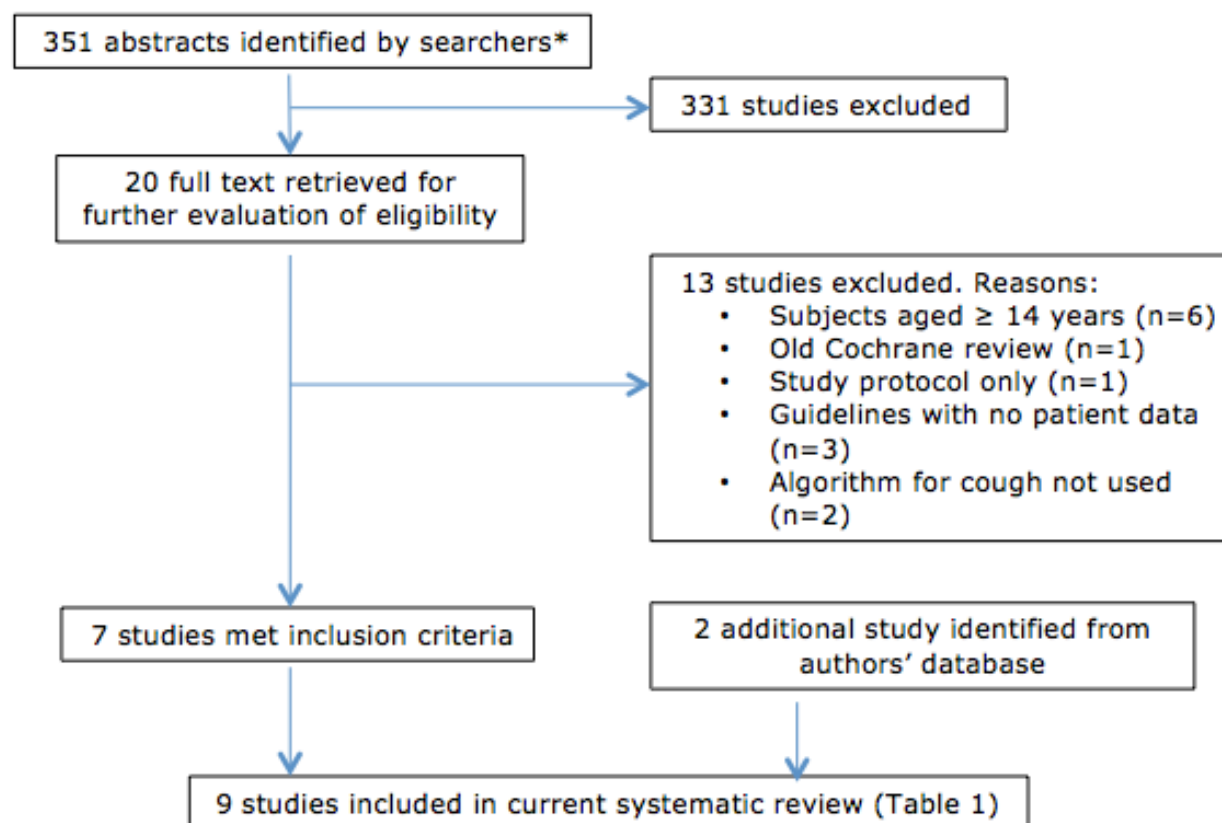 351 abstracts identified by searchers*
331 studies excluded
20 full text retrieved for
further evaluation of eligibility
13 studies excluded. Reasons:
• Subjects aged ≥ 14 years (n=6)
• Old Cochrane review (n=1)
• Study protocol only (n=1)
• Guidelines with no patient data
(n=3)
• Algorithm for cough not used
(n=2)
7 studies met inclusion criteria
2 additional study identified from
authors’ database
9 studies included in current systematic review (Table 1)